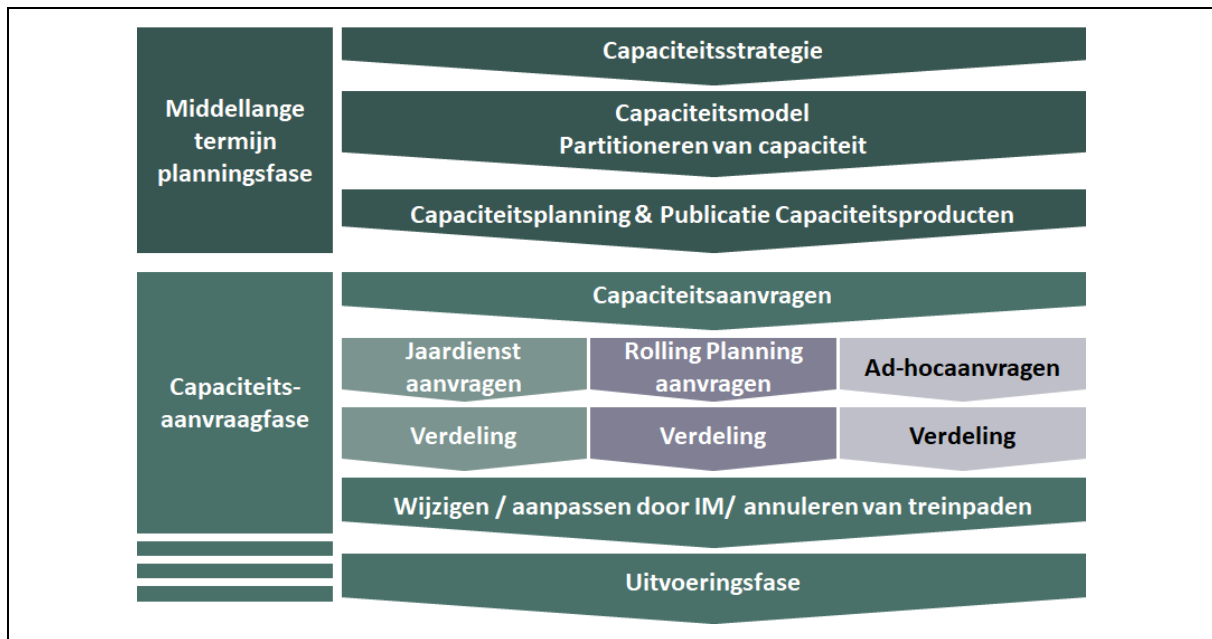 Middellange
termijn
planningsfase
Capaciteitsstrategie
Capaciteitsmodel
Partitioneren van capaciteit
Capaciteitsplanning & Publicatie Capaciteitsproducten
Capaciteits-
aanvraagfase
Capaciteitsaanvragen
Jaardienst
aanvragen
Rolling Planning
aanvragen
Ad-hocaanvragen
Verdeling
Verdeling
Verdeling
Wijzigen / aanpassen door IM/ annuleren van treinpaden
Uitvoeringsfase